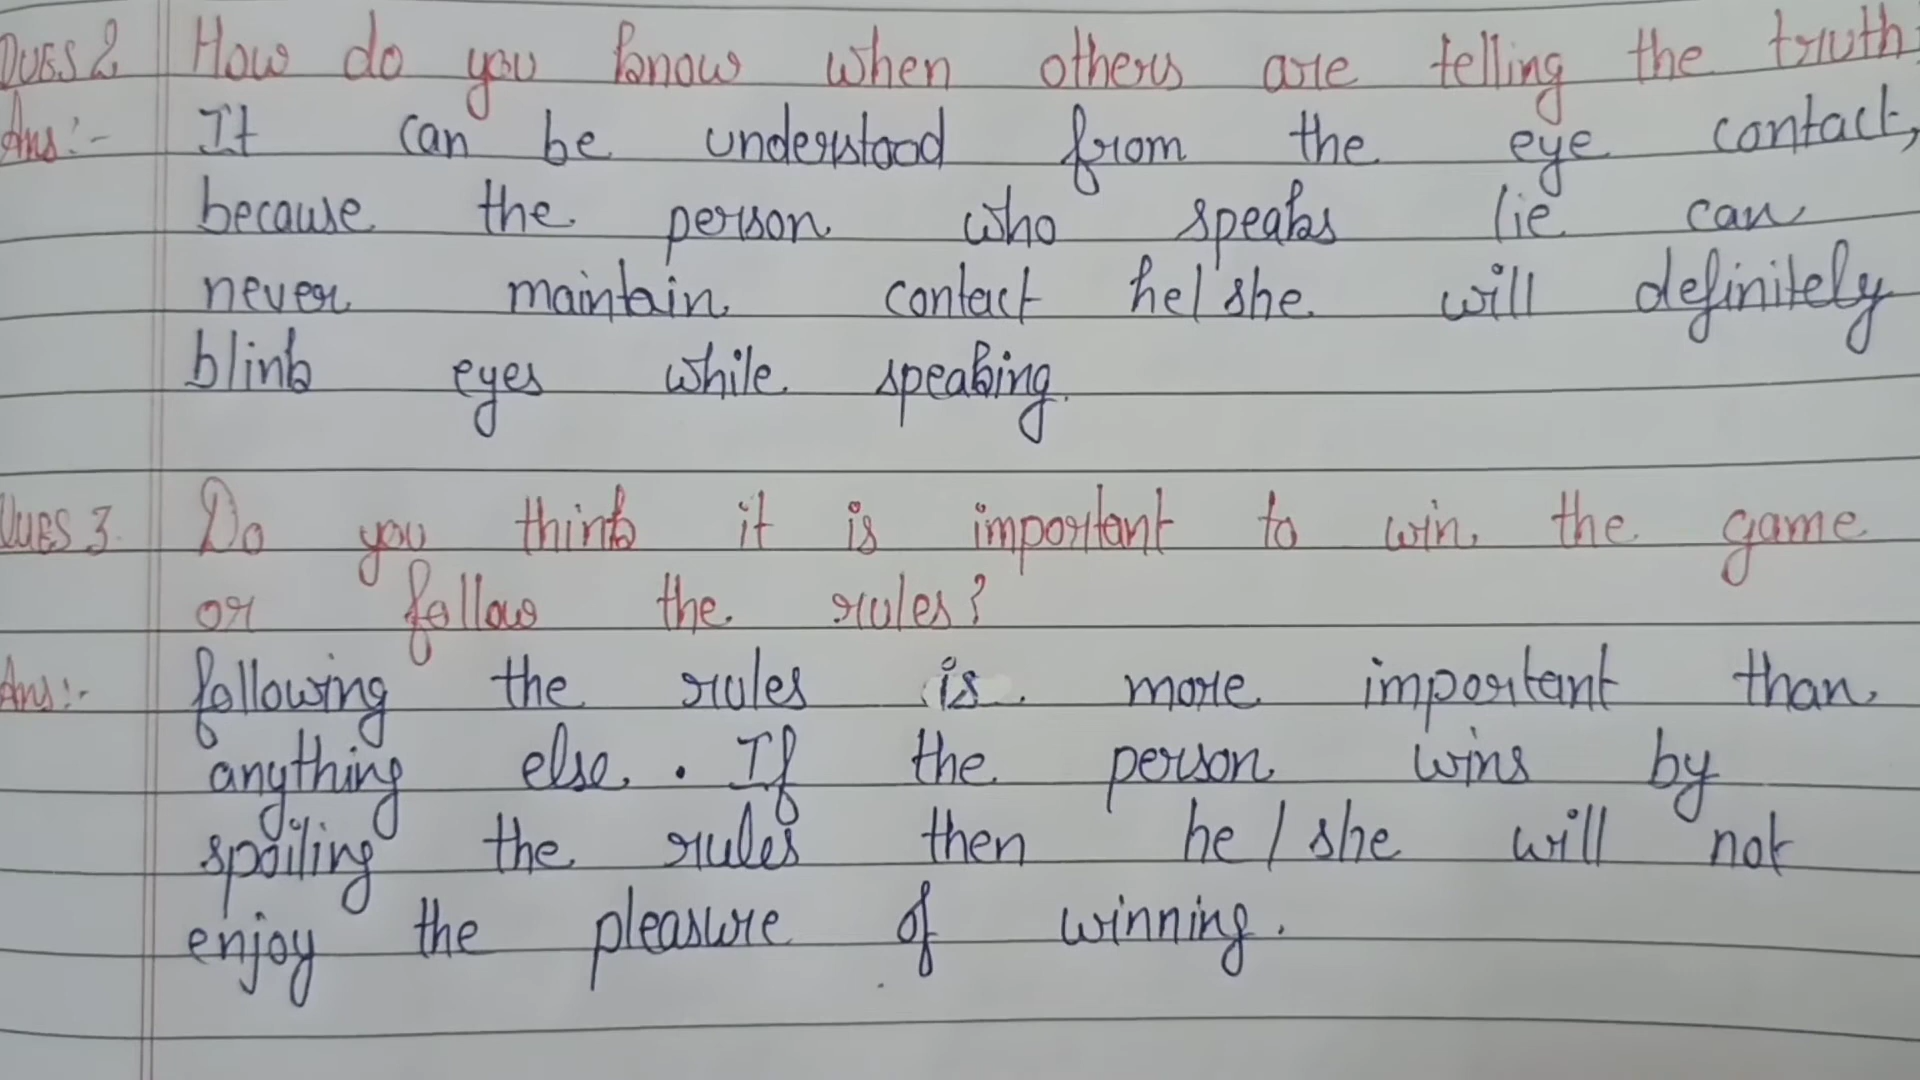 Ques 2 How do you know when others are telling the truth
Ans:- It can be understood from the eye contact,
because the person who speaks lie can
never maintain contact he/she will definitely
blink eyes while speaking.
Ques 3. Do you think it is important to win the game
or follow the rules?
Ans:- following the rules is more important than
anything else. If the person wins by
spoiling the rules then he/she will not
enjoy the pleasure of winning.